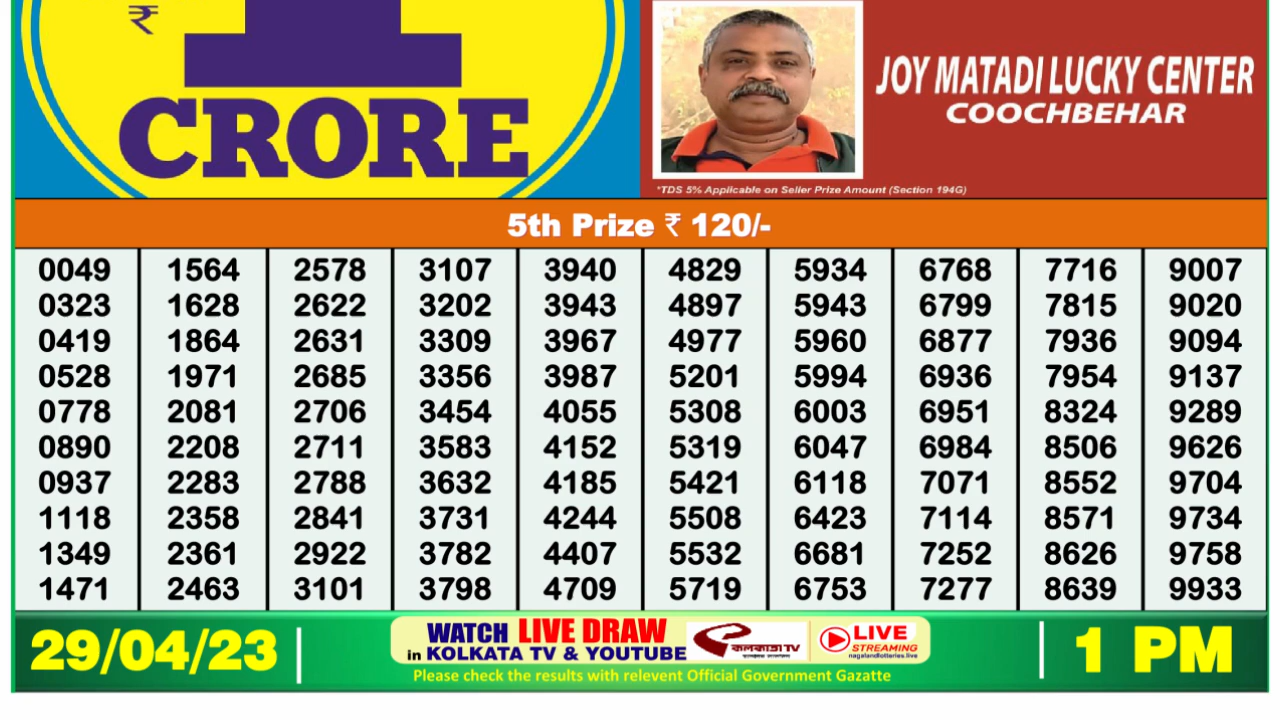 ₹ 1
CRORE
JOY MATADI LUCKY CENTER
COOCHBEHAR
*TDS 5% Applicable on Seller Prize Amount (Section 194G)
5th Prize ₹ 120/-
0049 1564 2578 3107 3940 4829 5934 6768 7716 9007
0323 1628 2622 3202 3943 4897 5943 6799 7815 9020
0419 1864 2631 3309 3967 4977 5960 6877 7936 9094
0528 1971 2685 3356 3987 5201 5994 6936 7954 9137
0778 2081 2706 3454 4055 5308 6003 6951 8324 9289
0890 2208 2711 3583 4152 5319 6047 6984 8506 9626
0937 2283 2788 3632 4185 5421 6118 7071 8552 9704
1118 2358 2841 3731 4244 5508 6423 7114 8571 9734
1349 2361 2922 3782 4407 5532 6681 7252 8626 9758
1471 2463 3101 3798 4709 5719 6753 7277 8639 9933
29/04/23
WATCH LIVE DRAW
in KOLKATA TV & YOUTUBE
কলকাতা TV
LIVE
STREAMING
nagalandlotteries.live
Please check the results with relevent Official Government Gazatte
1 PM